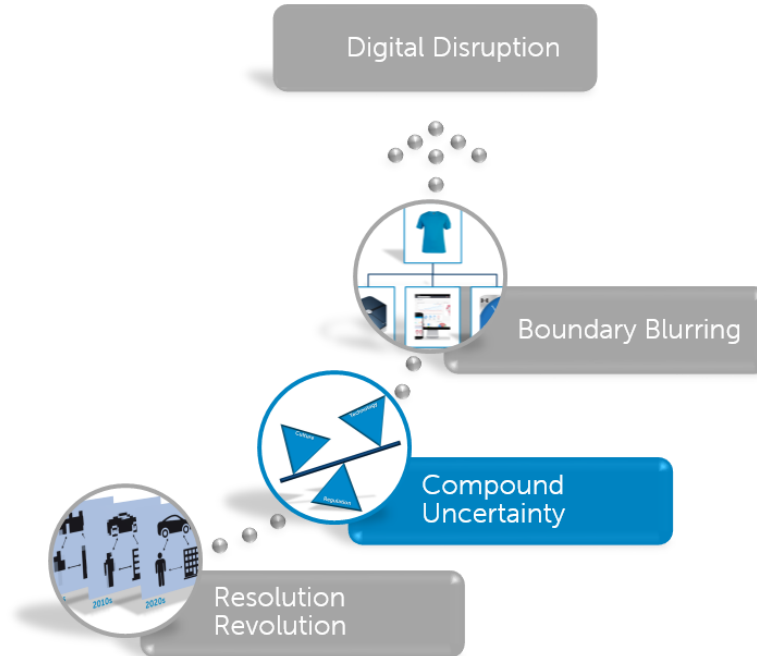 Digital Disruption
Boundary Blurring
Technology
Culture
Regulation
Compound
Uncertainty
2010s
2020s
Resolution
Revolution